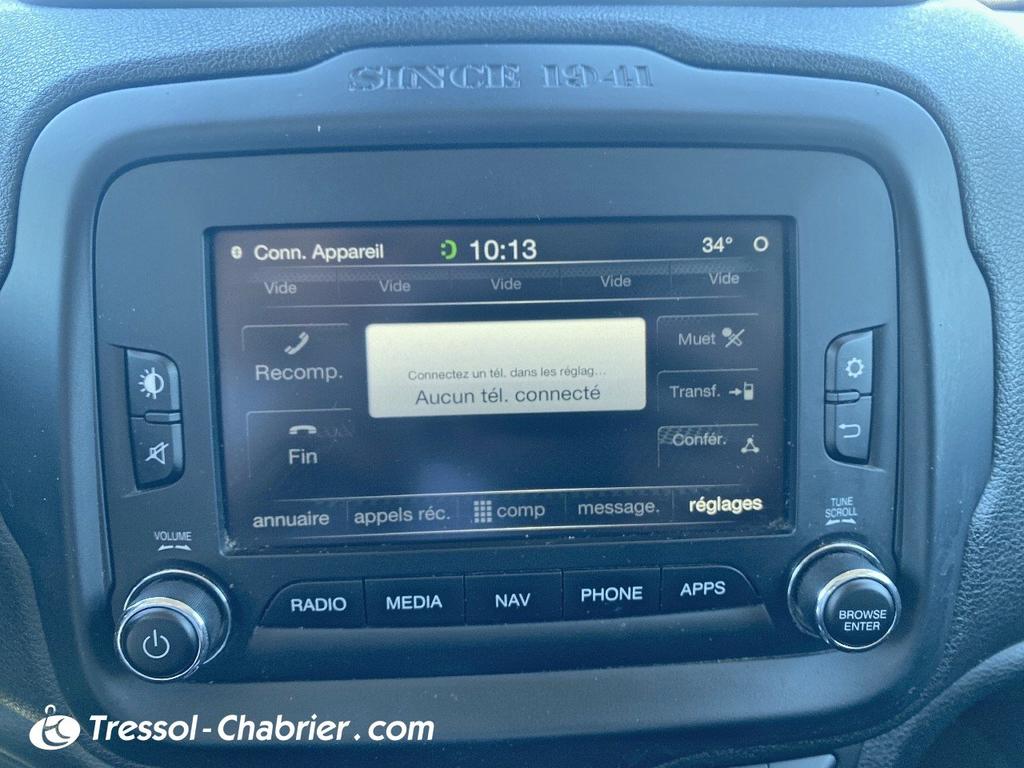 SINCE 1941
Conn. Appareil 10:13 34°
Vide Vide Vide Vide Vide
Recomp.
Connectez un tél. dans les réglag...
Aucun tél. connecté
Muet
Transf.
Confér.
Fin
annuaire appels réc. comp message. réglages
VOLUME
TUNE
SCROLL
RADIO MEDIA NAV PHONE APPS
BROWSE
ENTER
Tressol-Chabrier.com